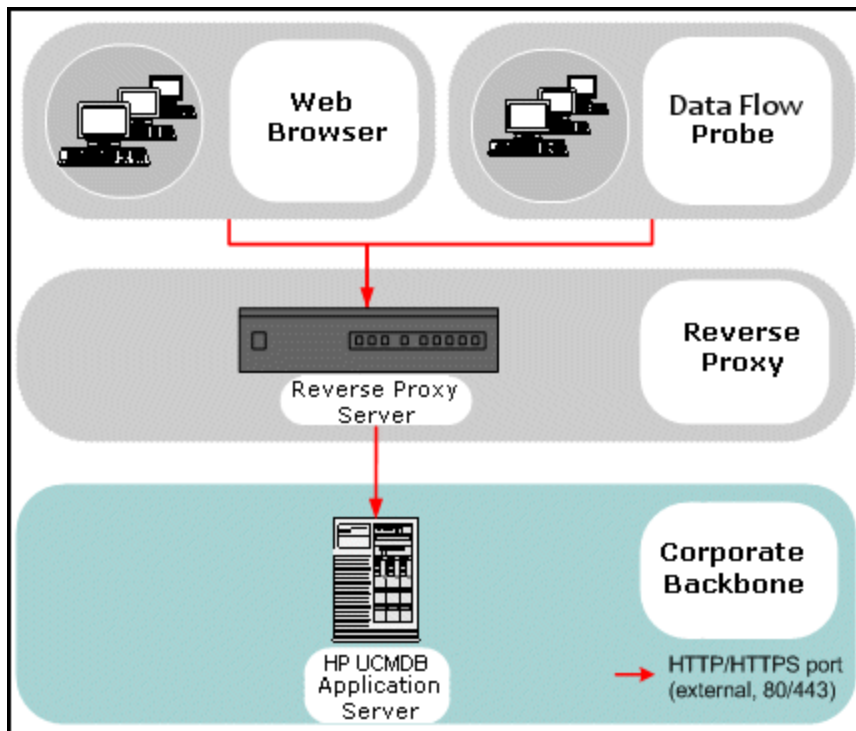 Web
Browser
Data Flow
Probe
Reverse
Proxy
Reverse Proxy
Server
Corporate
Backbone
HP UCMDB
Application
Server
HTTP/HTTPS port
(external, 80/443)